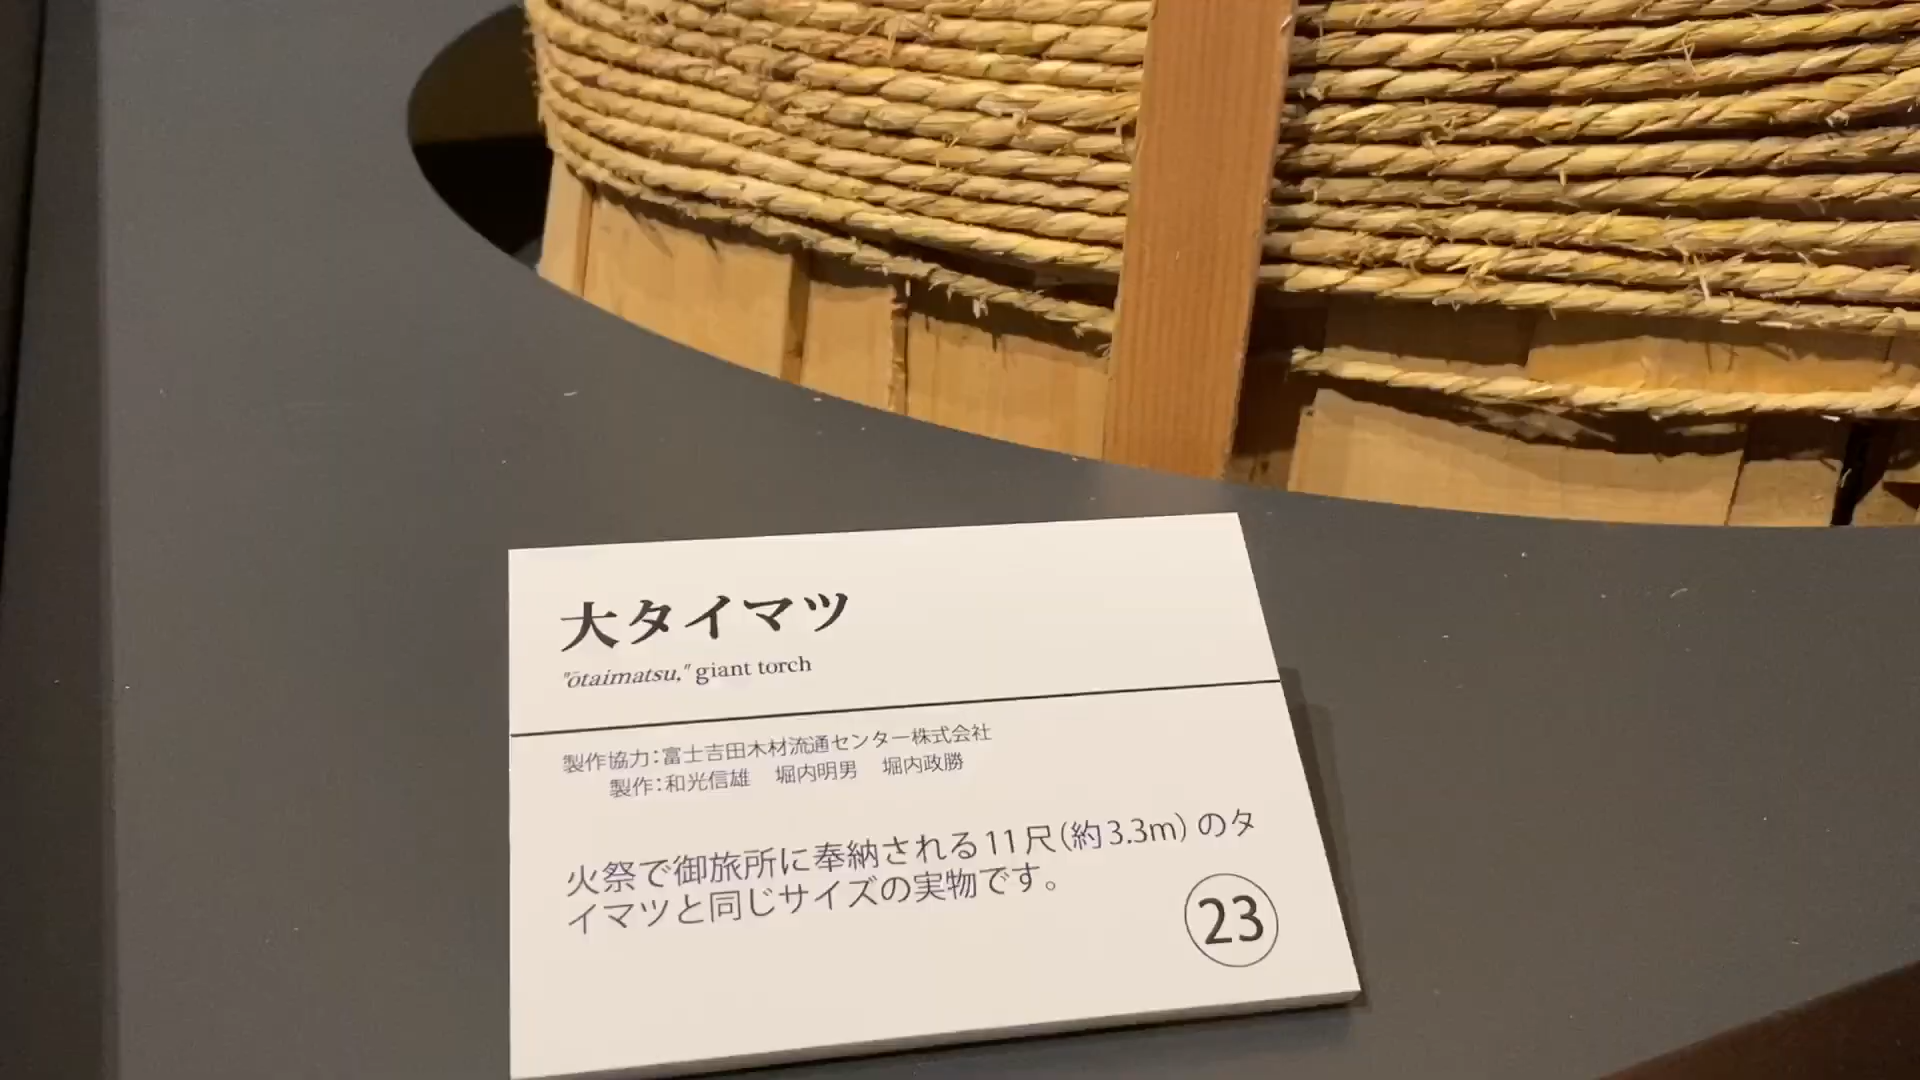 大タイマツ
"ōtaimatsu," giant torch
製作協力：富士吉田木材流通センター株式会社
製作：和光信雄　堀内明男　堀内政勝
火祭で御旅所に奉納される11尺（約3.3m）のタ
イマツと同じサイズの実物です。
23